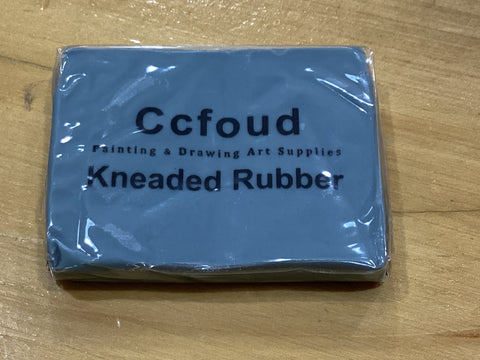 Ccfoud
Painting & Drawing Art Supplies
Kneaded Rubber